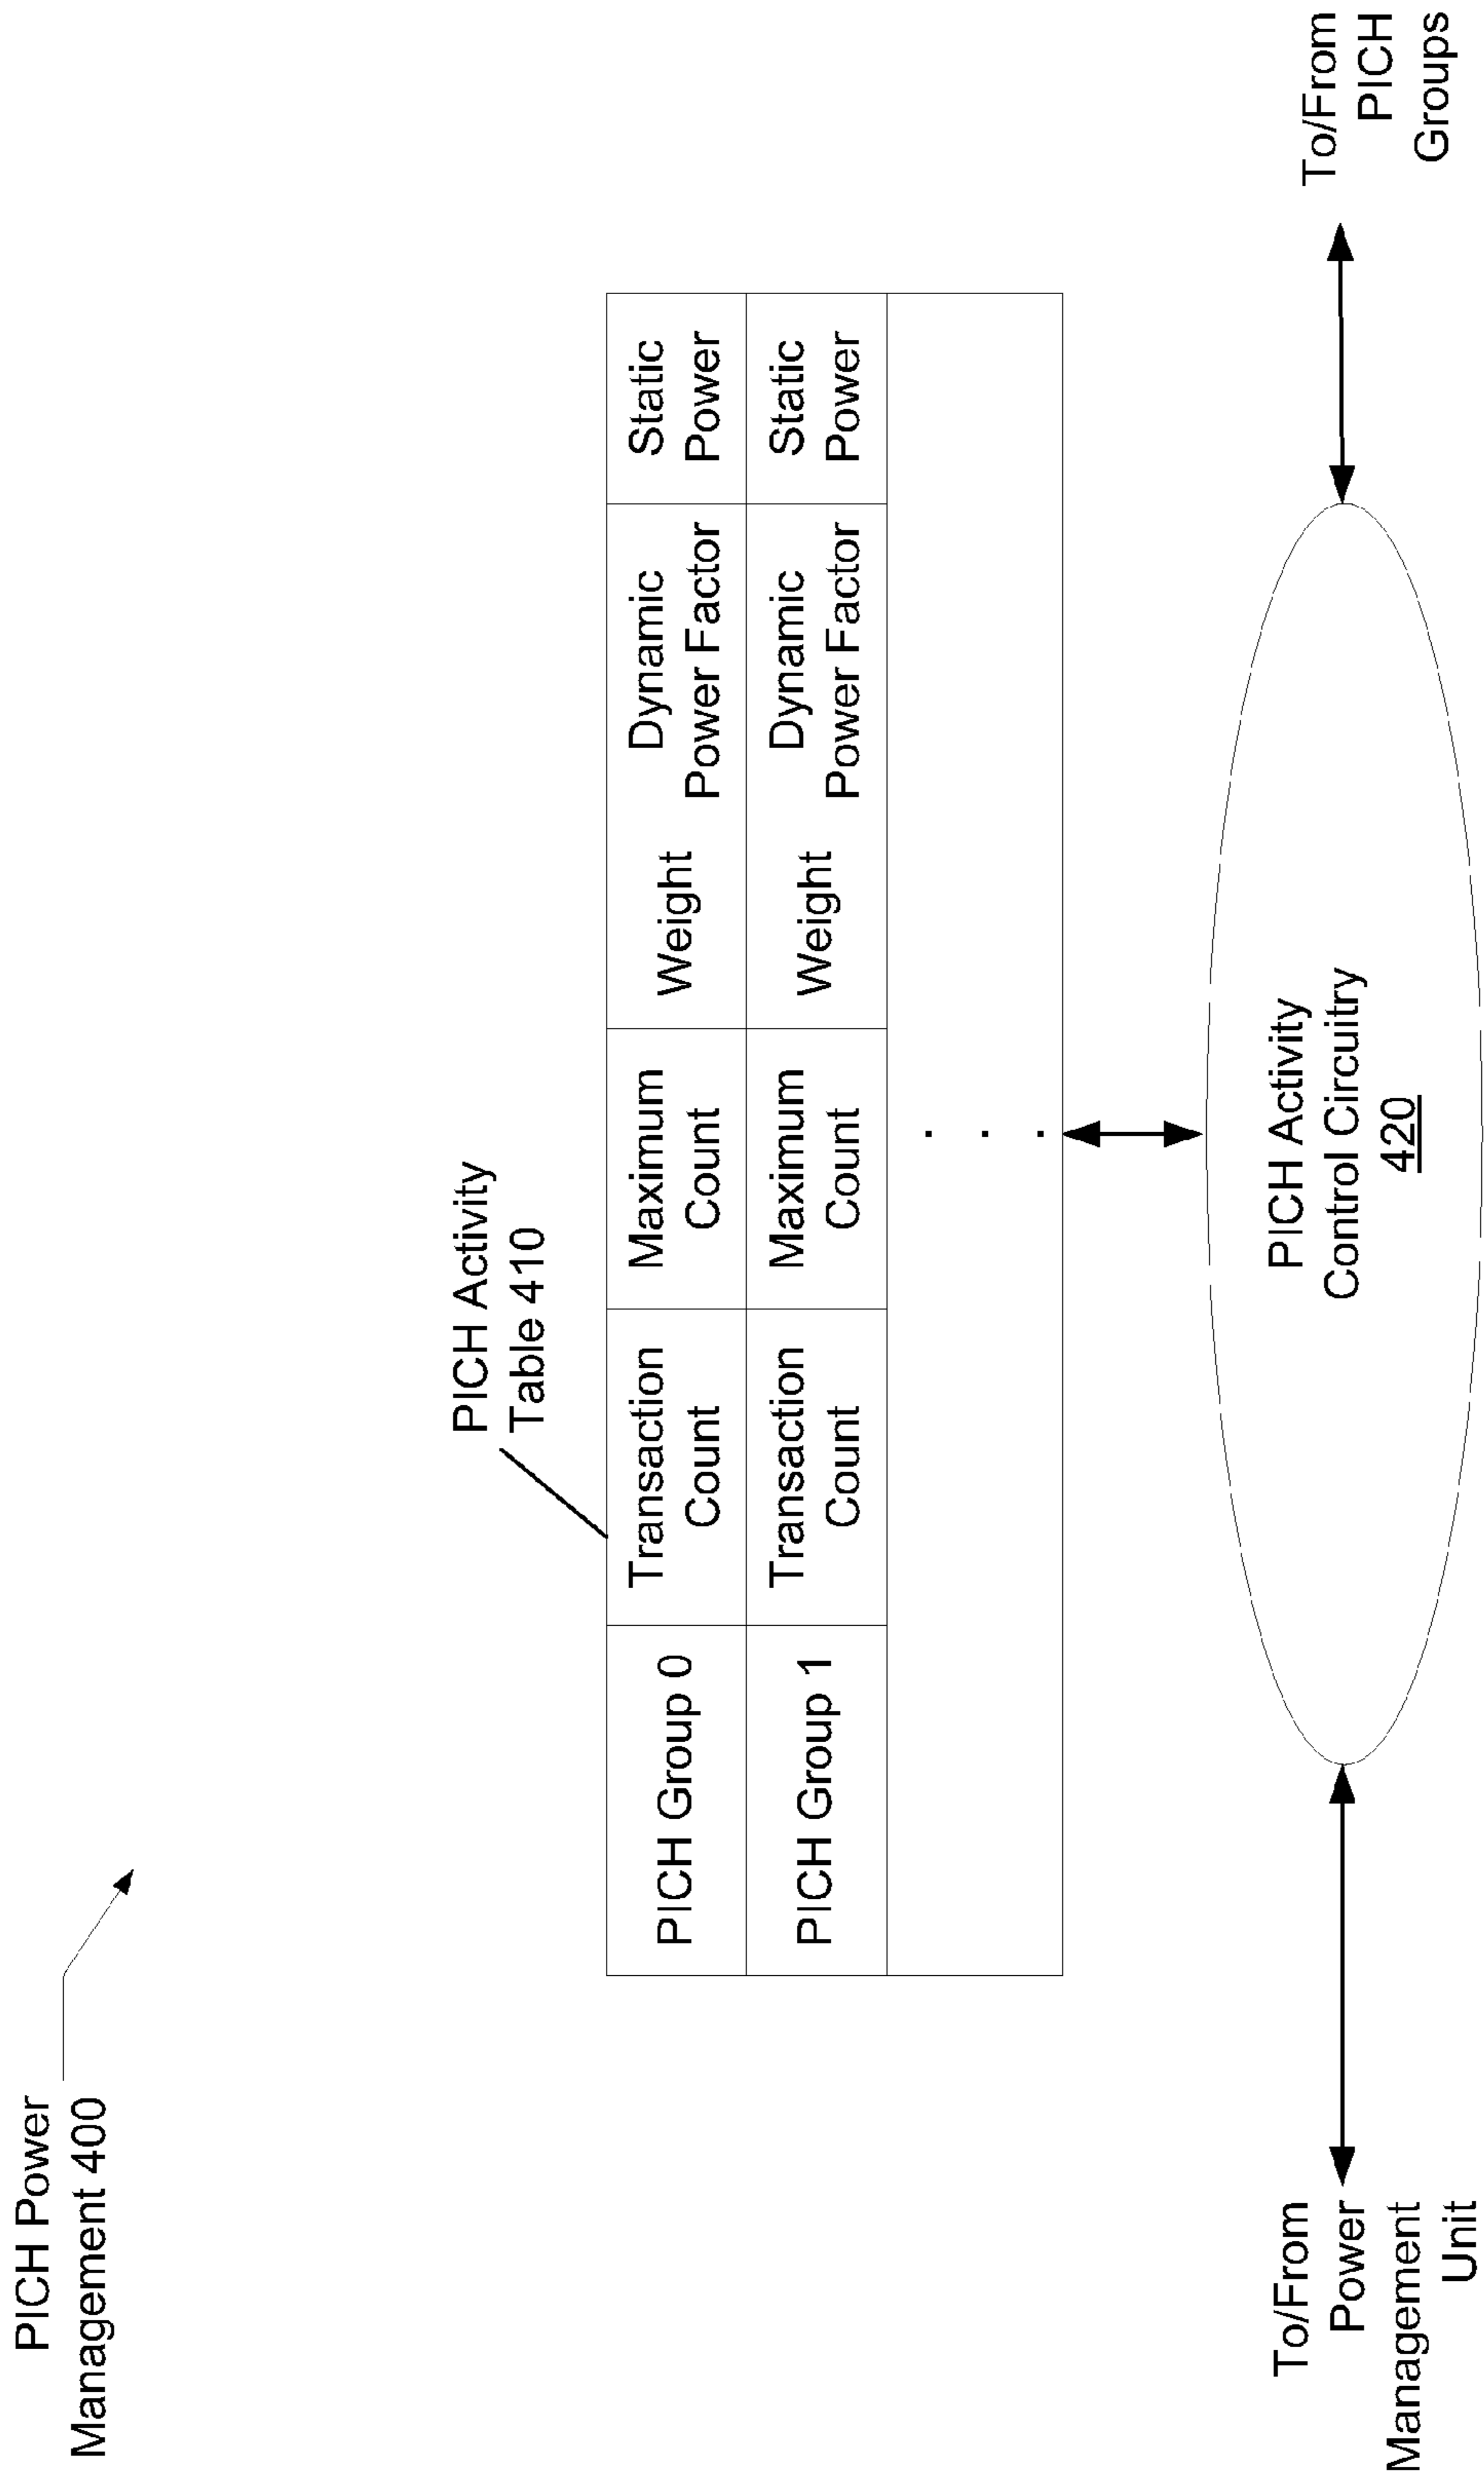 PICH Power
Management 400
PICH Activity
Table 410
PICH Group 0
Transaction
Count
Maximum
Count
Weight
Dynamic
Power Factor
Static
Power
PICH Group 1
Transaction
Count
Maximum
Count
Weight
Dynamic
Power Factor
Static
Power
. . .
To/From
Power
Management
Unit
PICH Activity
Control Circuitry
420
To/From
PICH
Groups